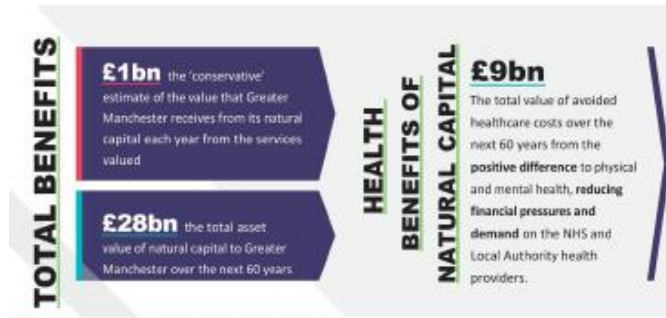 TOTAL BENEFITS
£1bn the 'conservative'
estimate of the value that Greater
Manchester receives from its natural
capital each year from the services
valued
£28bn the total asset
value of natural capital to Greater
Manchester over the next 60 years
HEALTH
BENEFITS OF
NATURAL CAPITAL
£9bn
The total value of avoided
healthcare costs over the
next 60 years from the
positive difference to physical
and mental health, reducing
financial pressures and
demand on the NHS and
Local Authority health
providers.